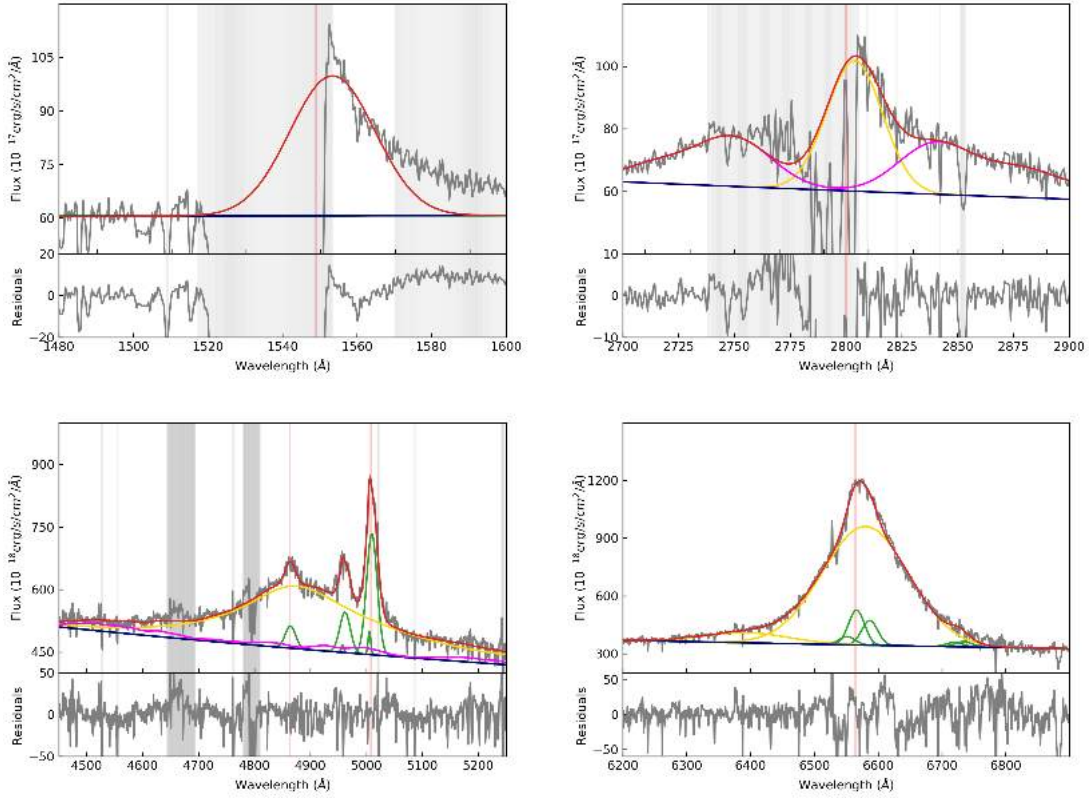 105
90
75
60
20
0
−20
Flux (10 ¹⁷erg/s/cm²/Å)
Residuals
1480 1500 1520 1540 1560 1580 1600
Wavelength (Å)
100
80
60
10
0
−10
Flux (10 ¹⁷erg/s/cm²/Å)
Residuals
2700 2725 2750 2775 2800 2825 2850 2875 2900
Wavelength (Å)
900
750
600
450
50
0
−50
Flux (10 ¹⁸erg/s/cm²/Å)
Residuals
4500 4600 4700 4800 4900 5000 5100 5200
Wavelength (Å)
1200
900
600
300
50
0
−50
Flux (10 ¹⁸erg/s/cm²/Å)
Residuals
6200 6300 6400 6500 6600 6700 6800
Wavelength (Å)